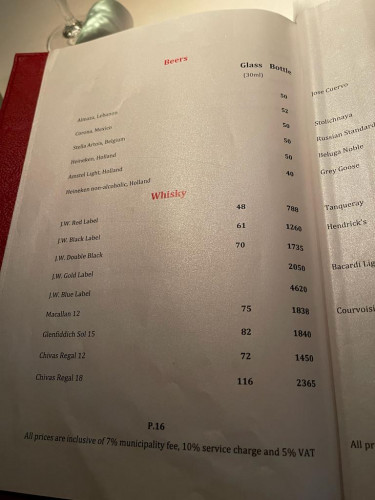 Beers
Glass Bottle
(30ml)
Almaza, Lebanon 50
Corona, Mexico 52
Stella Artois, Belgium 50
Heineken, Holland 50
Amstel Light, Holland 50
Heineken non-alcoholic, Holland 40
Whisky
J.W. Red Label 48 788
J.W. Black Label 61 1260
J.W. Double Black 70 1735
J.W. Gold Label 2050
J.W. Blue Label 4620
Macallan 12 75 1838
Glenfiddich Sol 15 82 1840
Chivas Regal 12 72 1450
Chivas Regal 18 116 2365
P.16
All prices are inclusive of 7% municipality fee, 10% service charge and 5% VAT
Jose Cuervo
Stolichnaya
Russian Standard
Beluga Noble
Grey Goose
Tanqueray
Hendrick's
Bacardi Lig
Courvoisi
All pr